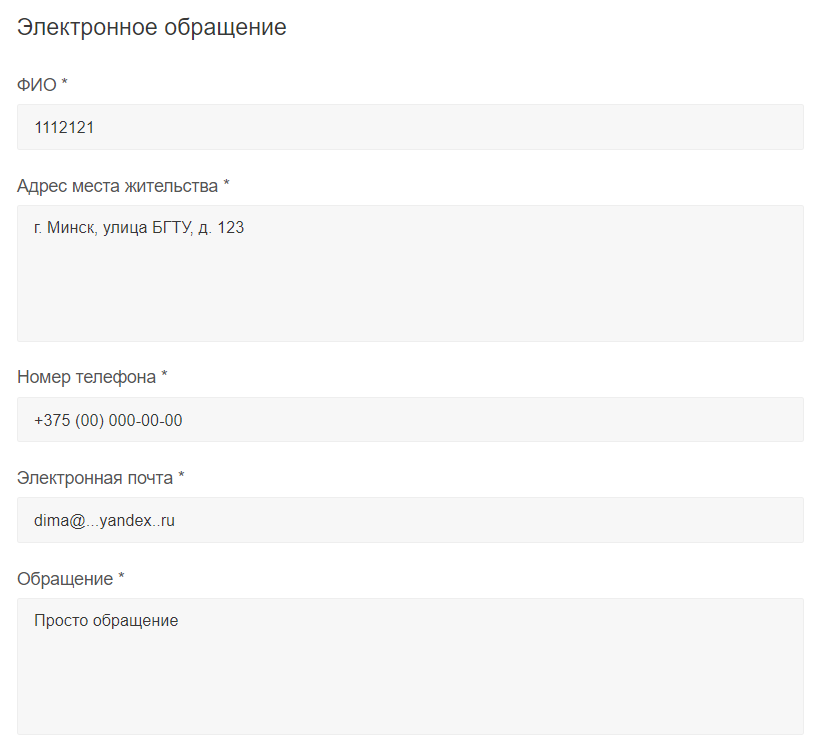 Электронное обращение
ФИО *
1112121
Адрес места жительства *
г. Минск, улица БГТУ, д. 123
Номер телефона *
+375 (00) 000-00-00
Электронная почта *
dima@...yandex..ru
Обращение *
Просто обращение